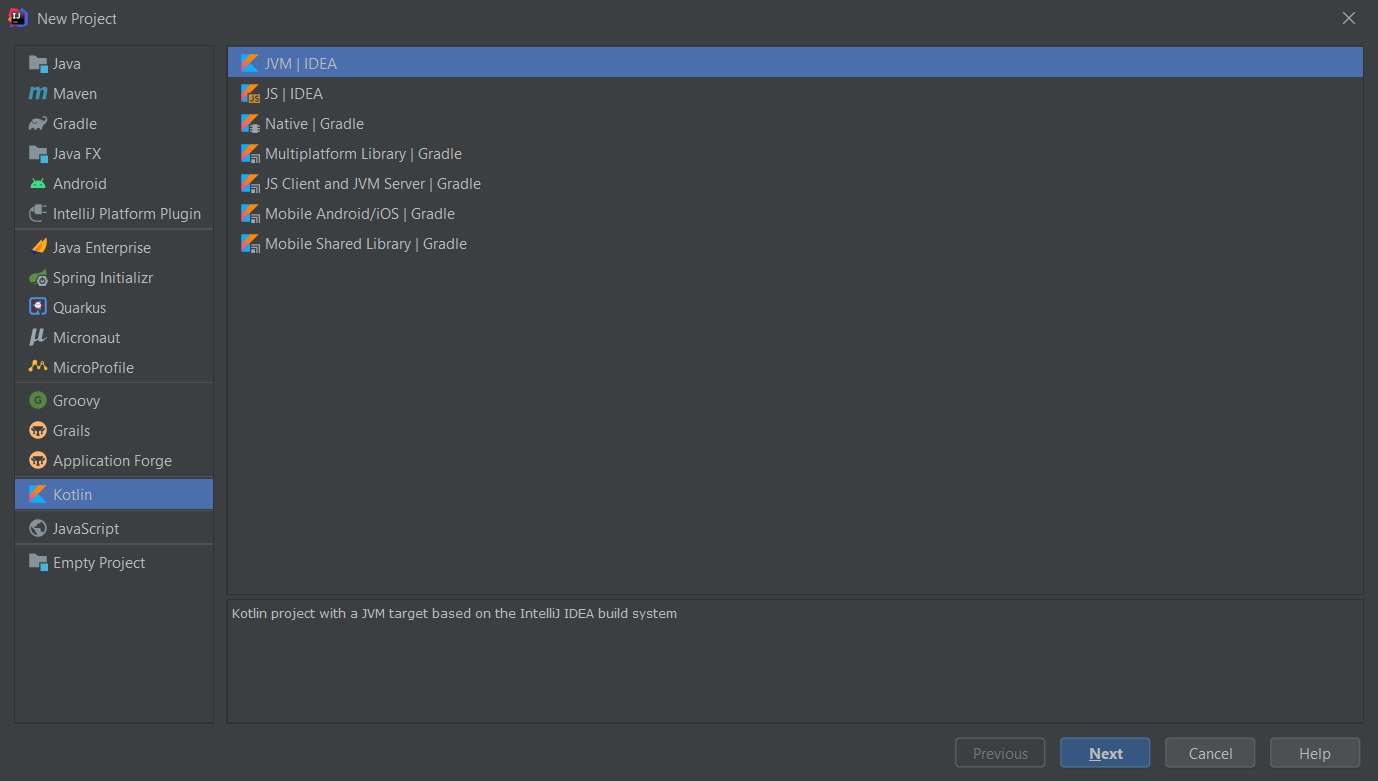 New Project
Java
Maven
Gradle
Java FX
Android
IntelliJ Platform Plugin
Java Enterprise
Spring Initializr
Quarkus
Micronaut
MicroProfile
Groovy
Grails
Application Forge
Kotlin
JavaScript
Empty Project
JVM | IDEA
JS | IDEA
Native | Gradle
Multiplatform Library | Gradle
JS Client and JVM Server | Gradle
Mobile Android/iOS | Gradle
Mobile Shared Library | Gradle
Kotlin project with a JVM target based on the IntelliJ IDEA build system
Previous
Next
Cancel
Help